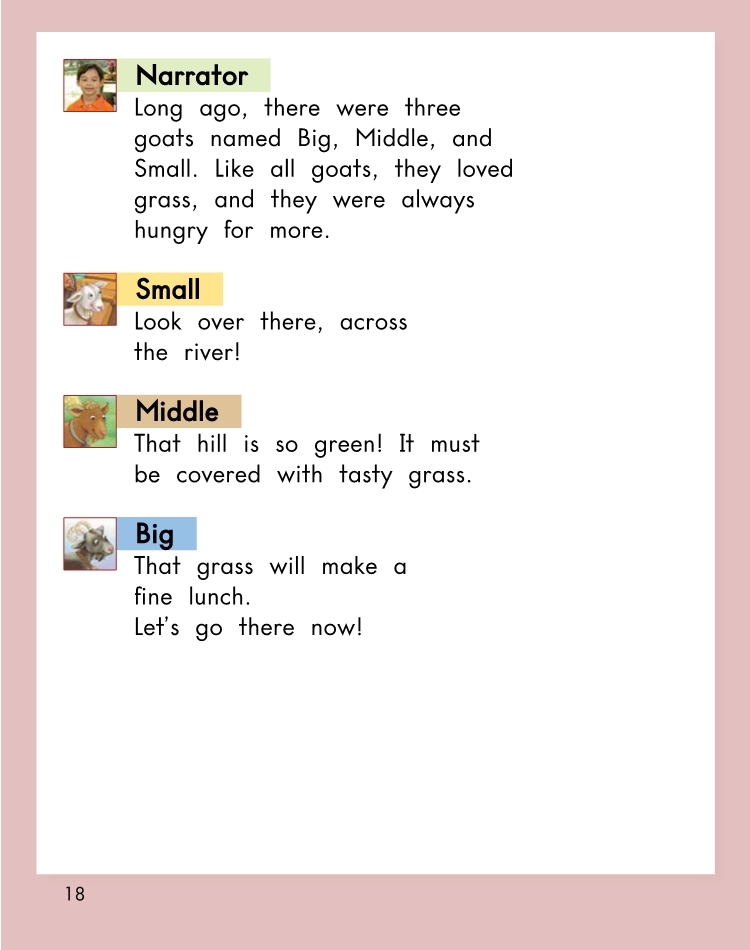 Narrator
Long ago, there were three
goats named Big, Middle, and
Small. Like all goats, they loved
grass, and they were always
hungry for more.
Small
Look over there, across
the river!
Middle
That hill is so green! It must
be covered with tasty grass.
Big
That grass will make a
fine lunch.
Let's go there now!
18